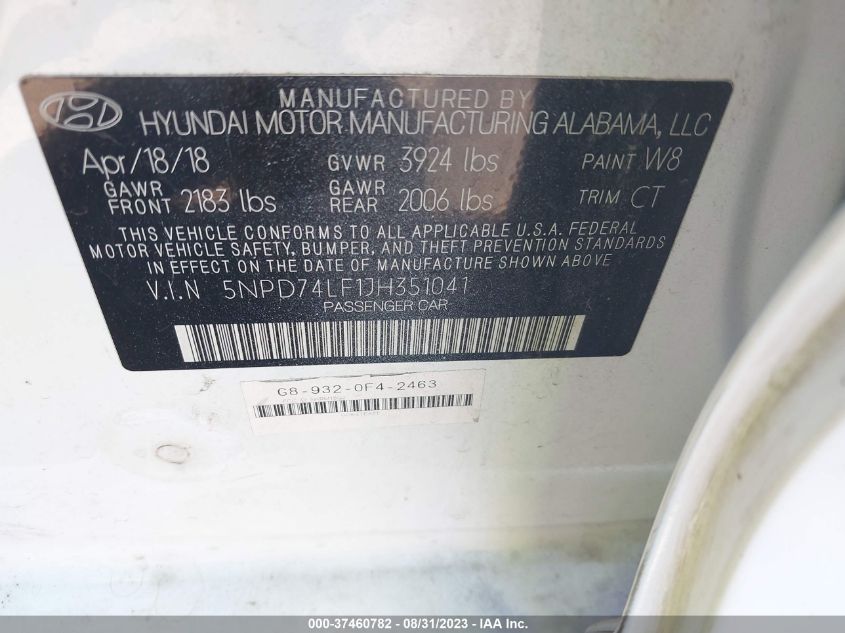 MANUFACTURED BY
HYUNDAI MOTOR MANUFACTURING ALABAMA, LLC
Apr/18/18 GVWR 3924 lbs PAINT W8
GAWR FRONT 2183 lbs GAWR REAR 2006 lbs TRIM CT
THIS VEHICLE CONFORMS TO ALL APPLICABLE U.S.A. FEDERAL
MOTOR VEHICLE SAFETY, BUMPER, AND THEFT PREVENTION STANDARDS
IN EFFECT ON THE DATE OF MANUFACTURE SHOWN ABOVE
V.I.N 5NPD74LF1JH351041
PASSENGER CAR
G8-932-0F4-2463
000-37460782 - 08/31/2023 - IAA Inc.